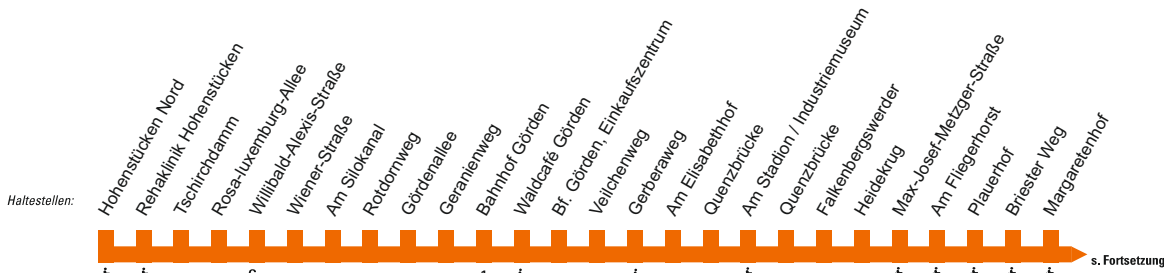 Haltestellen:
Hohenstücken Nord
Rehaklinik Hohenstücken
Tschirchdamm
Rosa-luxemburg-Allee
Willibald-Alexis-Straße
Wiener-Straße
Am Silokanal
Rotdornweg
Gördenallee
Geranienweg
Bahnhof Görden
Waldcafé Görden
Bf. Görden, Einkaufszentrum
Veilchenweg
Gerberaweg
Am Elisabethhof
Quenzbrücke
Am Stadion / Industriemuseum
Quenzbrücke
Falkenbergswerder
Heidekrug
Max-Josef-Metzger-Straße
Am Fliegerhorst
Plauerhof
Briester Weg
Margaretenhof
s. Fortsetzung